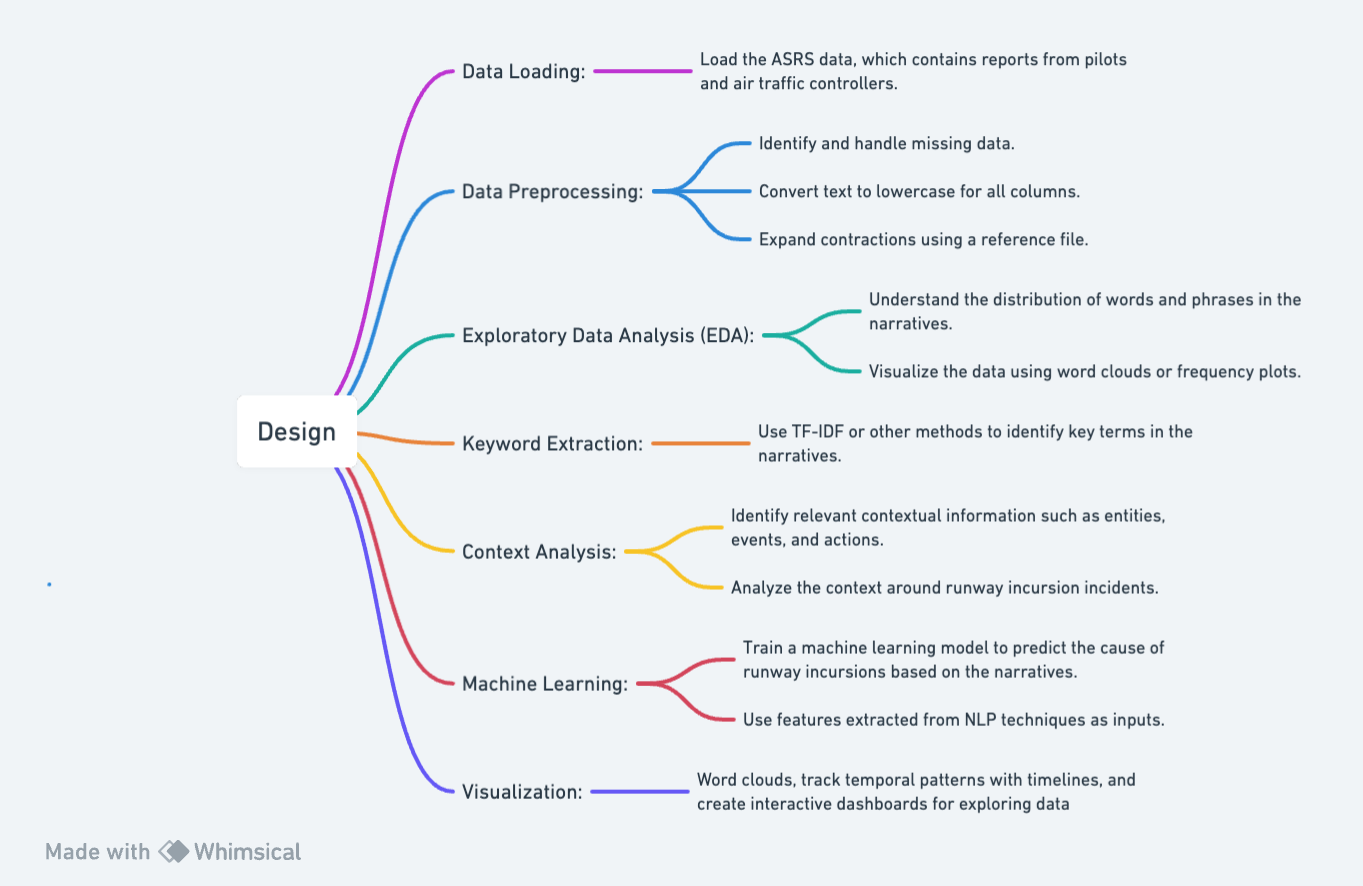 Data Loading:
Load the ASRS data, which contains reports from pilots
and air traffic controllers.
Data Preprocessing:
Identify and handle missing data.
Convert text to lowercase for all columns.
Expand contractions using a reference file.
Exploratory Data Analysis (EDA):
Understand the distribution of words and phrases in the
narratives.
Visualize the data using word clouds or frequency plots.
Design
Keyword Extraction:
Use TF-IDF or other methods to identify key terms in the
narratives.
Context Analysis:
Identify relevant contextual information such as entities,
events, and actions.
Analyze the context around runway incursion incidents.
Machine Learning:
Train a machine learning model to predict the cause of
runway incursions based on the narratives.
Use features extracted from NLP techniques as inputs.
Visualization:
Word clouds, track temporal patterns with timelines, and
create interactive dashboards for exploring data
Made with Whimsical